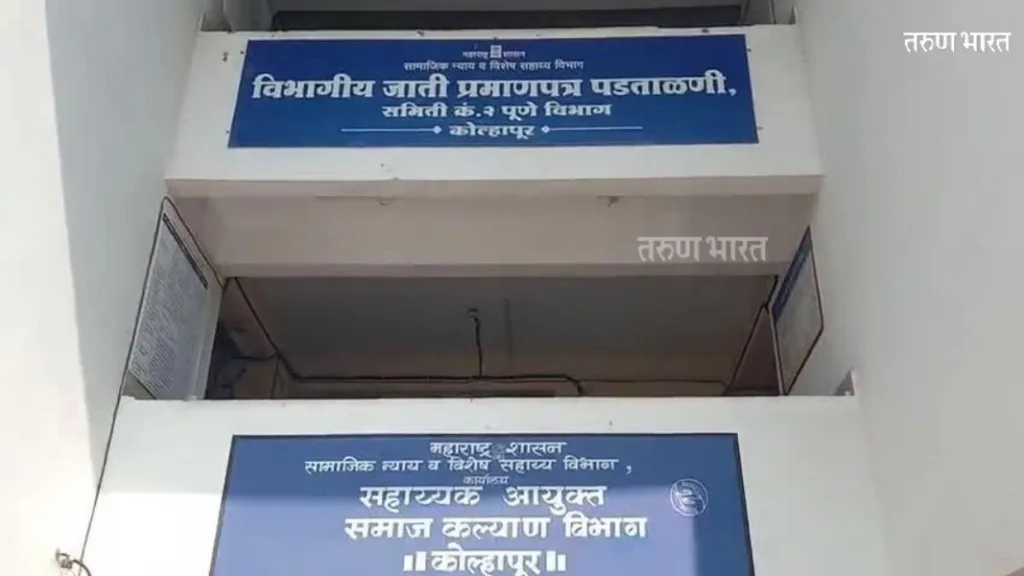 तरुण भारत
महाराष्ट्र शासन
सामाजिक न्याय व विशेष सहाय्य विभाग
विभागीय जाती प्रमाणपत्र पडताळणी,
समिती क्रं.२ पूणे विभाग
कोल्हापूर
तरुण भारत
महाराष्ट्र शासन
सामाजिक न्याय व विशेष सहाय्य विभाग,
कार्यालय
सहाय्यक आयुक्त
समाज कल्याण विभाग
॥कोल्हापूर॥